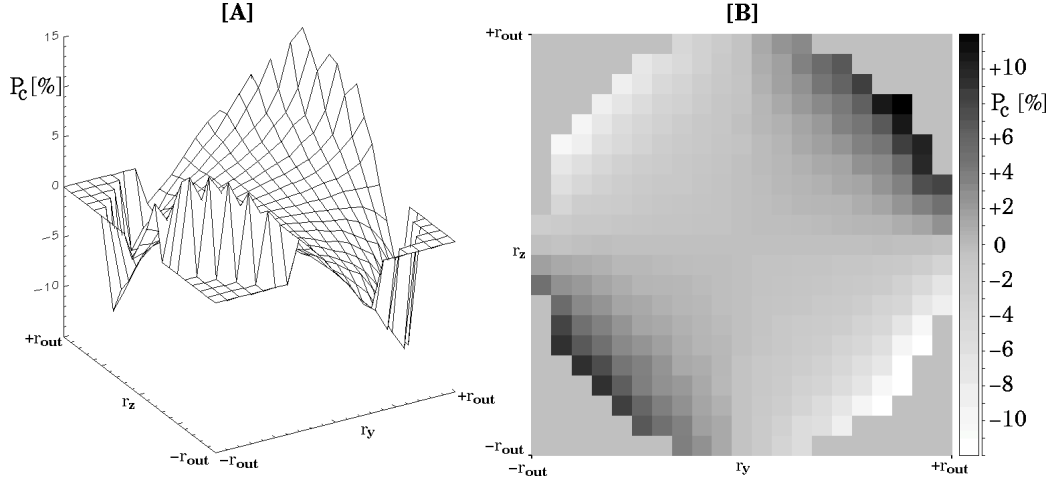 [A]
15
10
5
0
−5
−10
P_c [%]
+r_out
r_z
−r_out
−r_out
r_y
+r_out
[B]
+r_out
r_z
−r_out
−r_out
r_y
+r_out
+10
P_c [%]
+6
+4
+2
0
−2
−4
−6
−8
−10